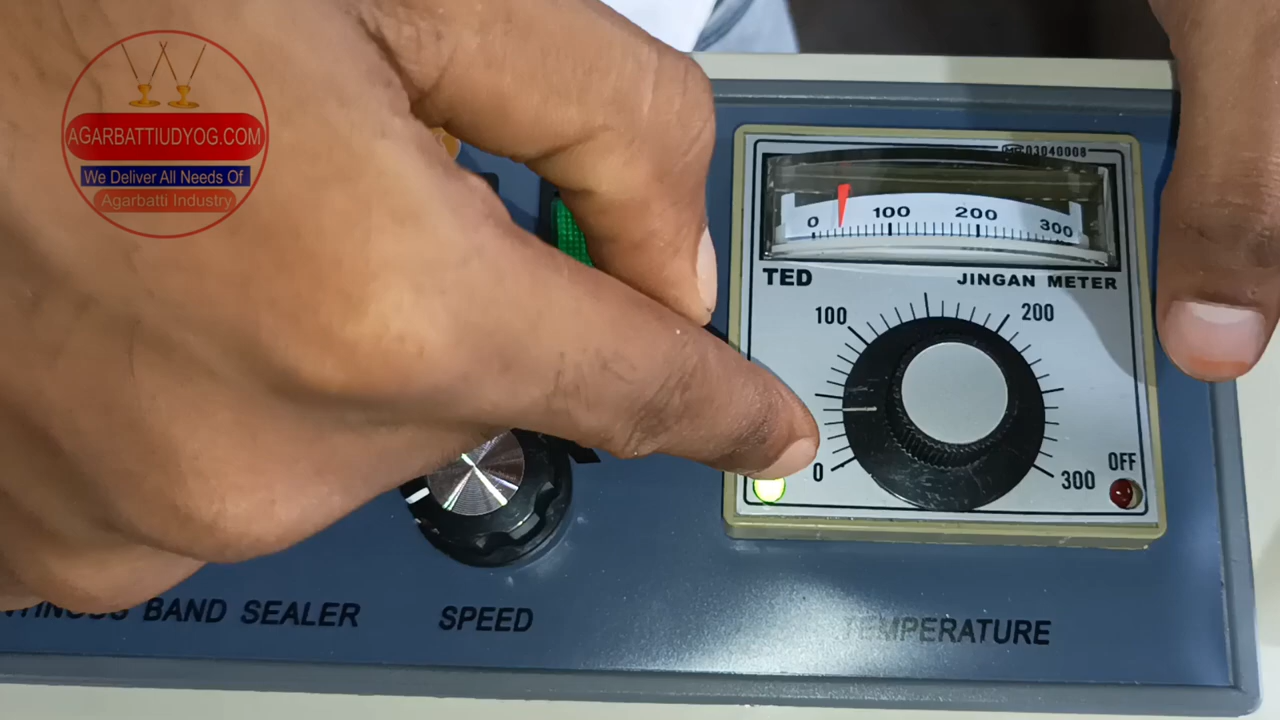 AGARBATTIUDYOG.COM
We Deliver All Needs Of
Agarbatti Industry
03040008
0 100 200 300
TED
JINGAN METER
100
200
0
300
OFF
BAND SEALER
SPEED
TEMPERATURE